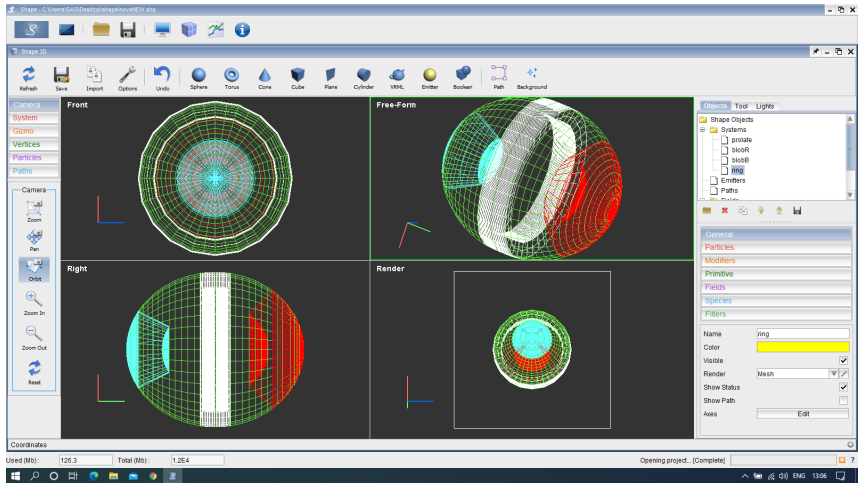 Shape - C:\Users\SAG\Desktop\shape\novaNEW.shp
S
Shape 3D
Refresh Save Import Options Undo Sphere Torus Cone Cube Plane Cylinder VRML Emitter Boolean Path Background
Camera
System
Gizmo
Vertices
Particles
Paths
Camera
Zoom
Pan
Orbit
Zoom In
Zoom Out
Reset
Front
Free-Form
Right
Render
Objects Tool Lights
Shape Objects
Systems
prolate
blobR
blobB
ring
Emitters
Paths
Fields
General
Particles
Modifiers
Primitive
Fields
Species
Filters
Name ring
Color
Visible
Render Mesh
Show Status
Show Path
Axes Edit
Coordinates
Used (Mb) : 126.3 Total (Mb) : 1.2E4 Opening project... [Complete] ?
ENG 13:06